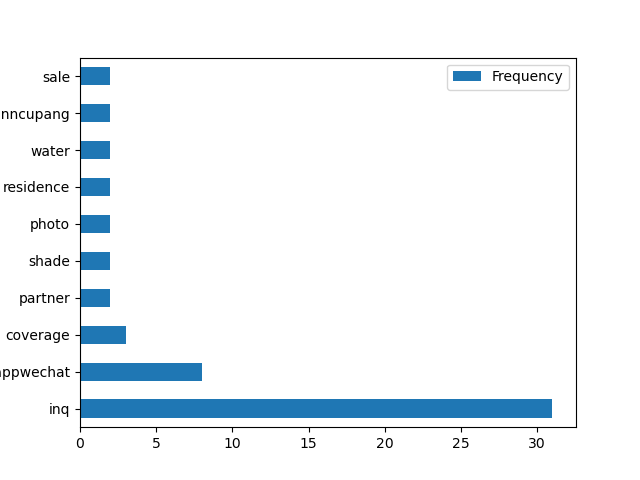 Frequency
sale
nncupang
water
residence
photo
shade
partner
coverage
appwechat
inq
0 5 10 15 20 25 30